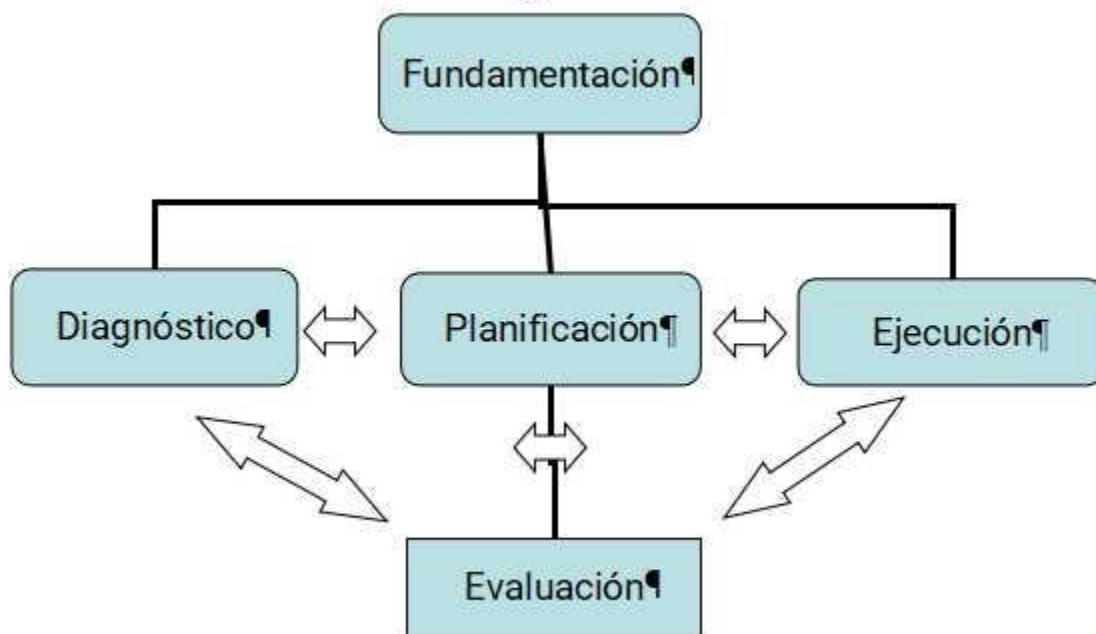 Fundamentación¶
Diagnóstico¶
Planificación¶
Ejecución¶
Evaluación¶